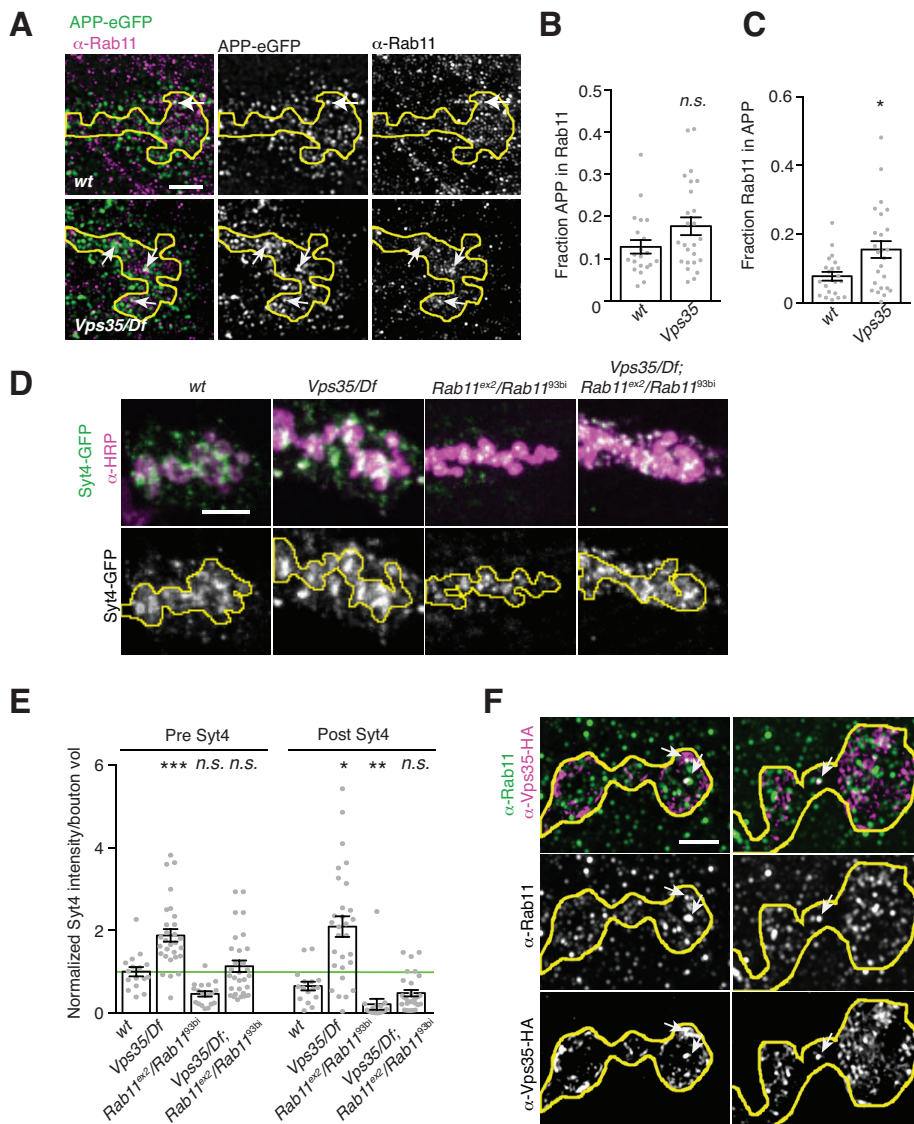 A
APP-eGFP
α-Rab11
APP-eGFP
α-Rab11
wt
Vps35/Df
B
Fraction APP in Rab11
0.5
0.4
0.3
0.2
0.1
0
n.s.
wt
Vps35
C
Fraction Rab11 in APP
0.6
0.4
0.2
0
*
wt
Vps35
D
wt
Vps35/Df
Rab11ex2/Rab1193bi
Vps35/Df;
Rab11ex2/Rab1193bi
Syt4-GFP
α-HRP
Syt4-GFP
E
Pre Syt4
Post Syt4
*** n.s. n.s.
* ** n.s.
Normalized Syt4 intensity/bouton vol
6
4
2
0
wt
Vps35/Df
Rab11ex2/Rab1193bi
Vps35/Df;
Rab11ex2/Rab1193bi
wt
Vps35/Df
Rab11ex2/Rab1193bi
Vps35/Df;
Rab11ex2/Rab1193bi
F
α-Rab11
α-Vps35-HA
α-Rab11
α-Vps35-HA